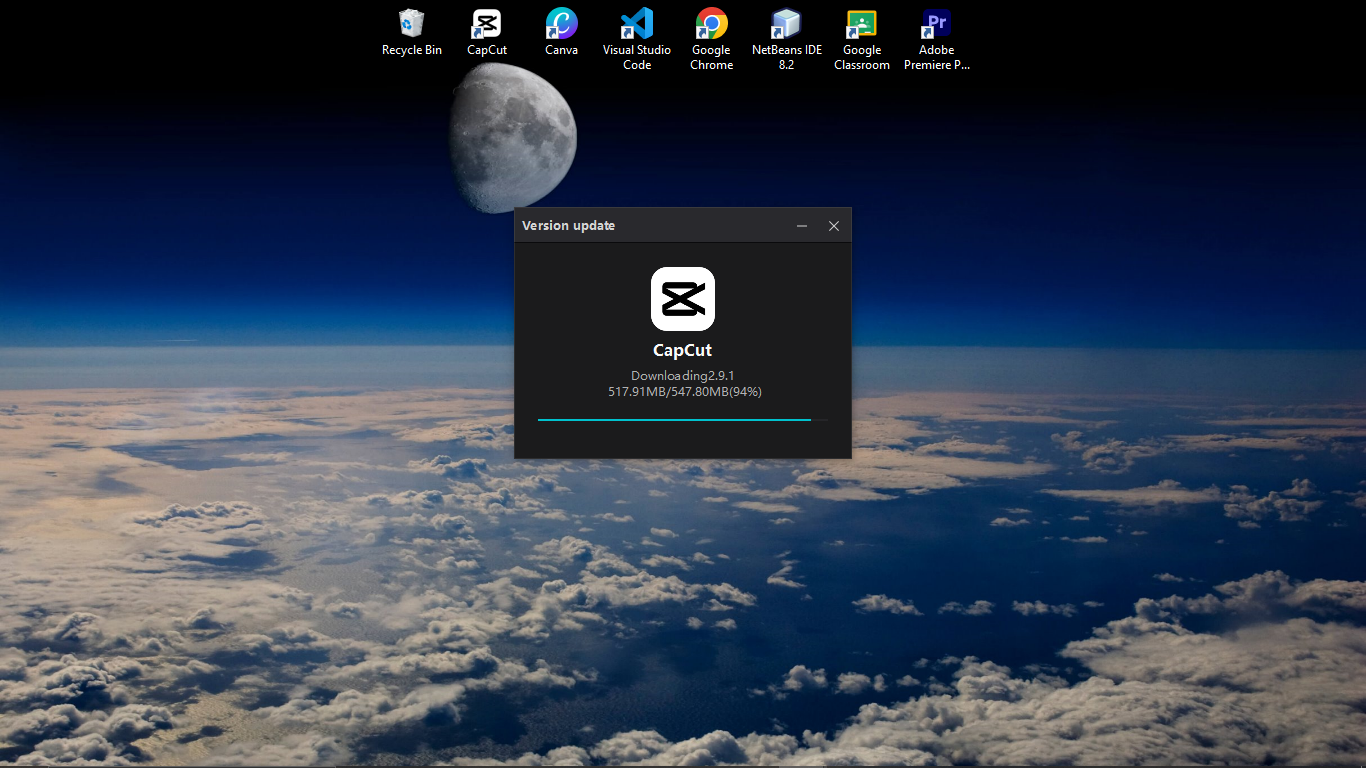 Recycle Bin
CapCut
Canva
Visual Studio
Code
Google
Chrome
NetBeans IDE
8.2
Google
Classroom
Pr
Adobe
Premiere P...
Version update
CapCut
Downloading2.9.1
517.91MB/547.80MB(94%)